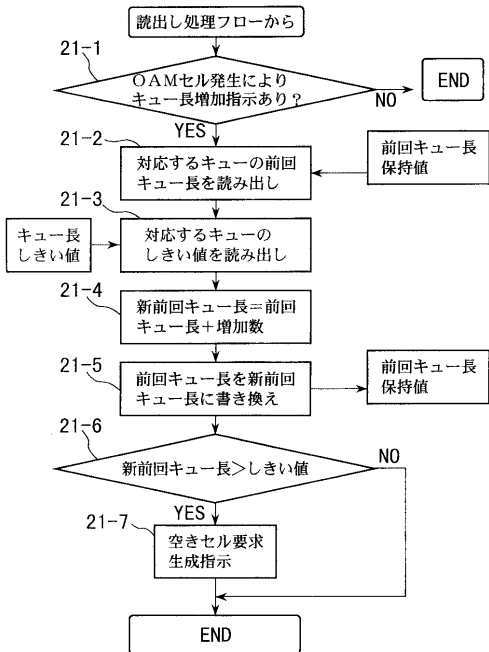 読出し処理フローから
21-1
OAMセル発生により
キュー長増加指示あり？
NO
END
YES
21-2
対応するキューの前回
キュー長を読み出し
前回キュー長
保持値
21-3
キュー長
しきい値
対応するキューの
しきい値を読み出し
21-4
新前回キュー長＝前回
キュー長＋増加数
21-5
前回キュー長を新前回
キュー長に書き換え
前回キュー長
保持値
21-6
新前回キュー長＞しきい値
NO
YES
21-7
空きセル要求
生成指示
END